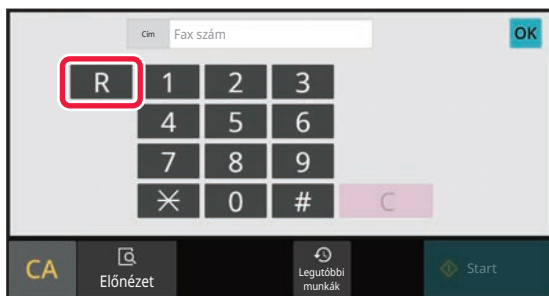 Cím Fax szám OK
R 1 2 3
4 5 6
7 8 9
* 0 # C
CA Előnézet Legutóbbi
munkák Start